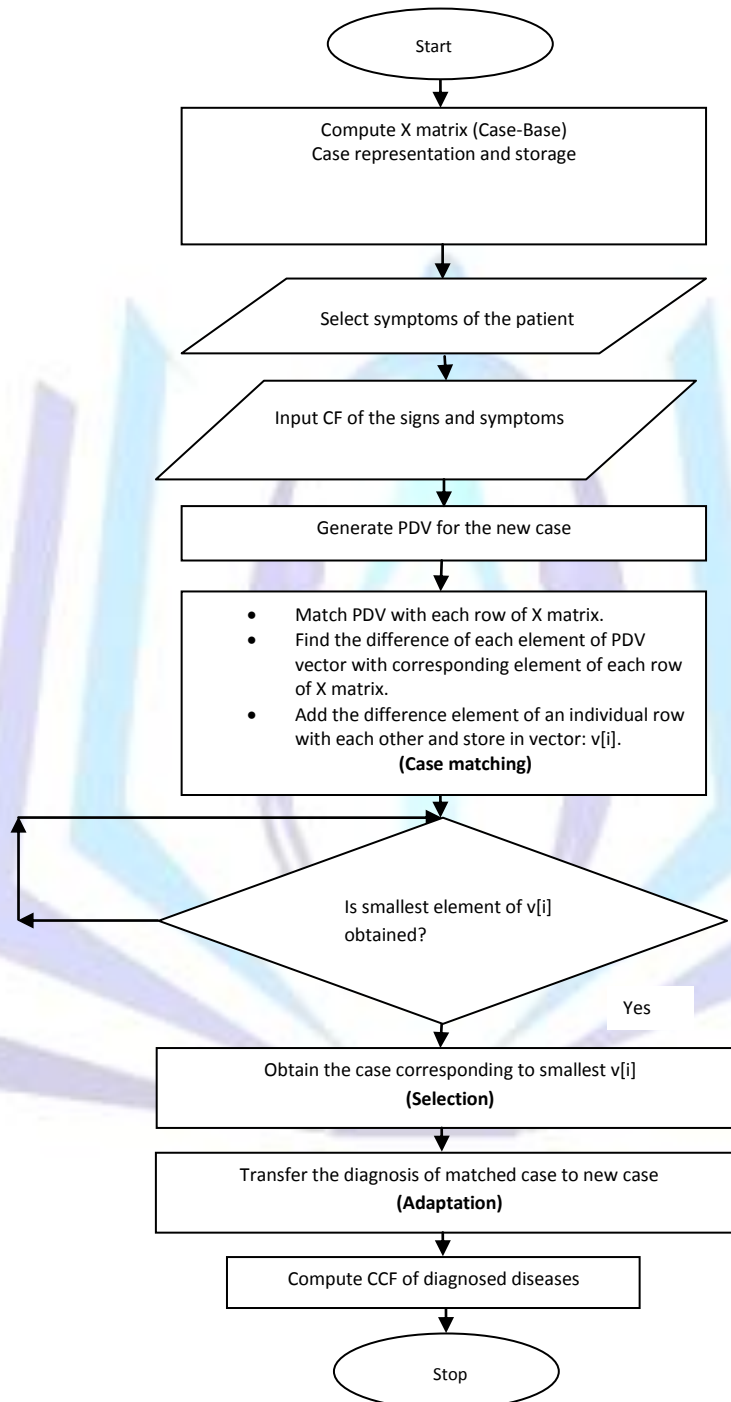 Start
Compute X matrix (Case-Base)
Case representation and storage
Select symptoms of the patient
Input CF of the signs and symptoms
Generate PDV for the new case
• Match PDV with each row of X matrix.
• Find the difference of each element of PDV
vector with corresponding element of each row
of X matrix.
• Add the difference element of an individual row
with each other and store in vector: v[i].
(Case matching)
Is smallest element of v[i]
obtained?
Yes
Obtain the case corresponding to smallest v[i]
(Selection)
Transfer the diagnosis of matched case to new case
(Adaptation)
Compute CCF of diagnosed diseases
Stop